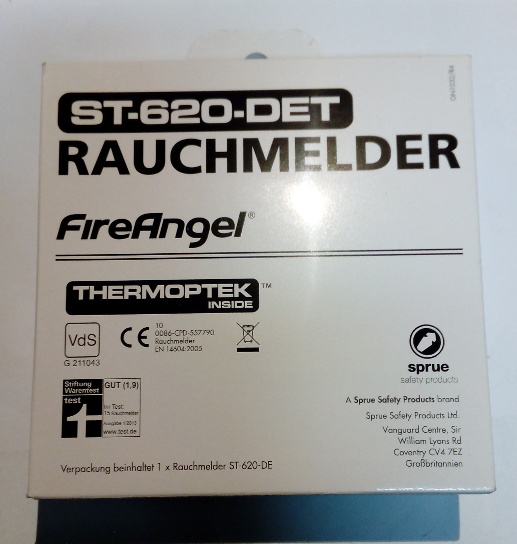 ST-620-DET
RAUCHMELDER
FireAngel®
THERMOPTEK™
INSIDE
VdS
G 211043
CE
10
0086-CPD-557790
Rauchmelder
EN 14604:2005
sprue
safety products
Stiftung
Warentest
test
GUT (1,9)
Im Test:
15 Rauchmelder
Ausgabe 1/2013
www.test.de
A Sprue Safety Products brand
Sprue Safety Products Ltd.
Vanguard Centre, Sir
William Lyons Rd
Coventry CV4 7EZ
Großbritannien
Verpackung beinhaltet 1 x Rauchmelder ST-620-DE